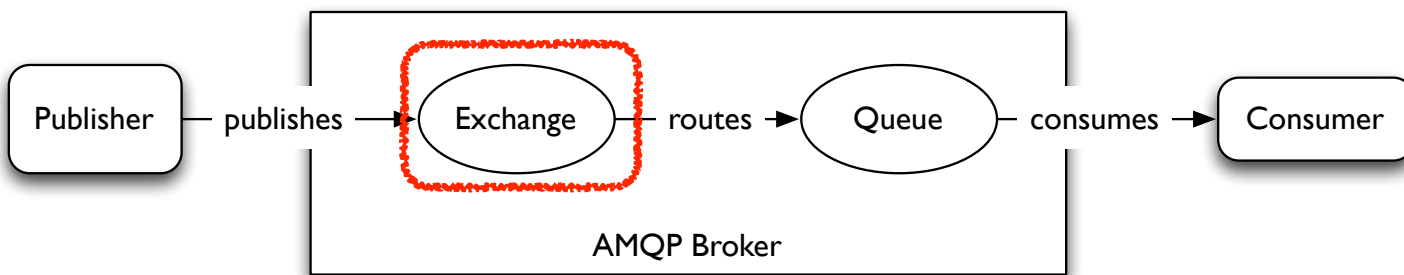 Publisher
publishes
Exchange
routes
Queue
consumes
Consumer
AMQP Broker